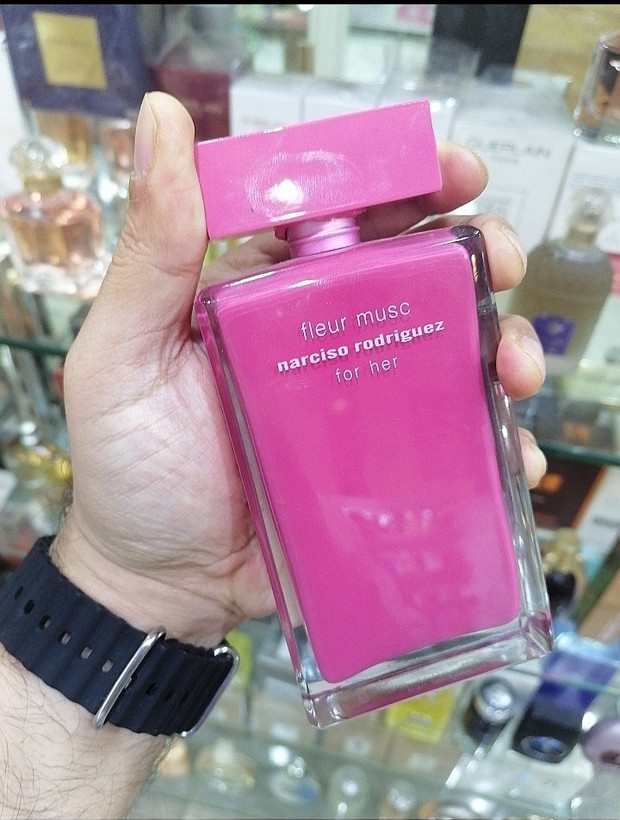 GUERLAIN
fleur musc
narciso rodriguez
for her